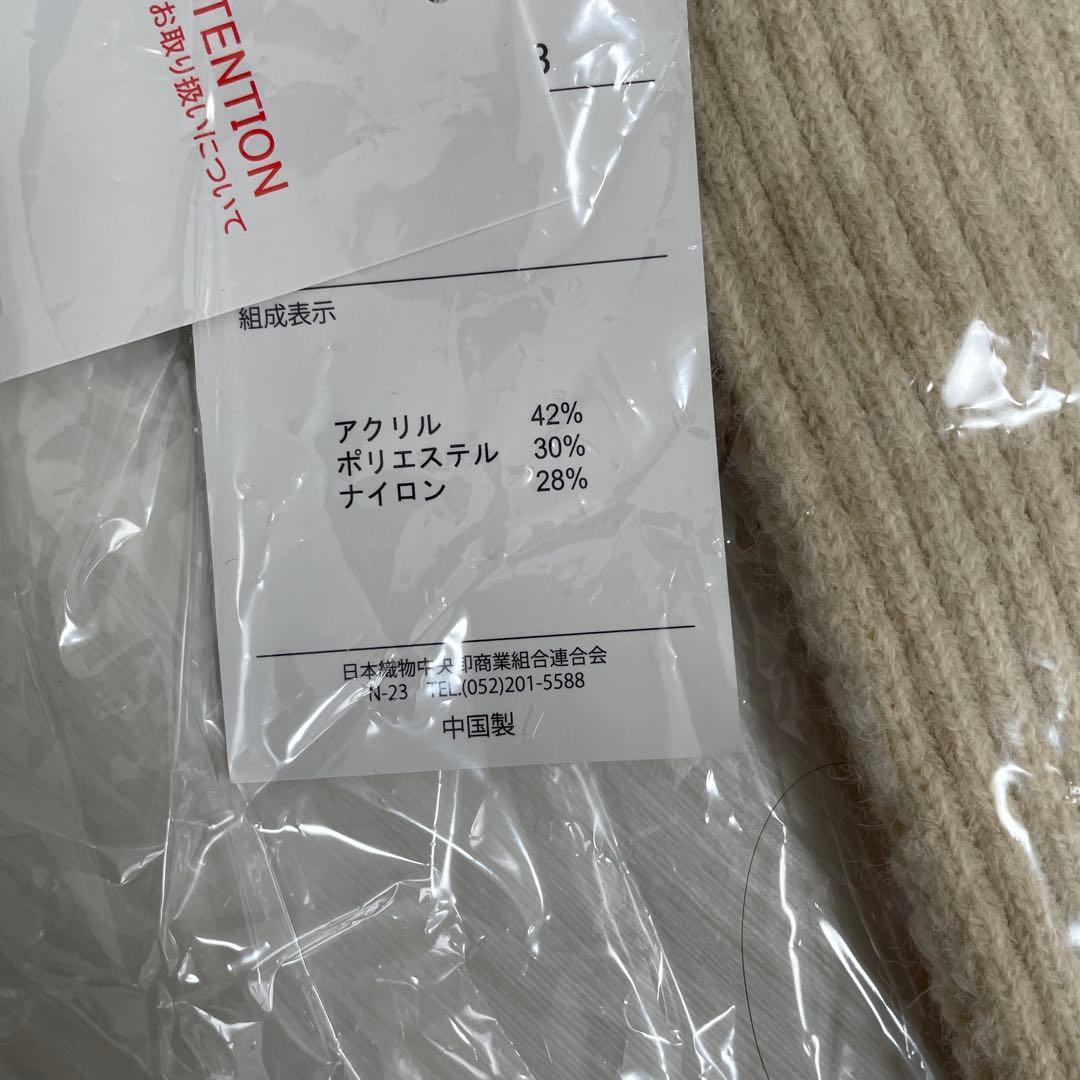 TENTION
お取り扱いについて
組成表示
アクリル 42%
ポリエステル 30%
ナイロン 28%
日本織物中央卸商業組合連合会
N-23 TEL.(052)201-5588
中国製